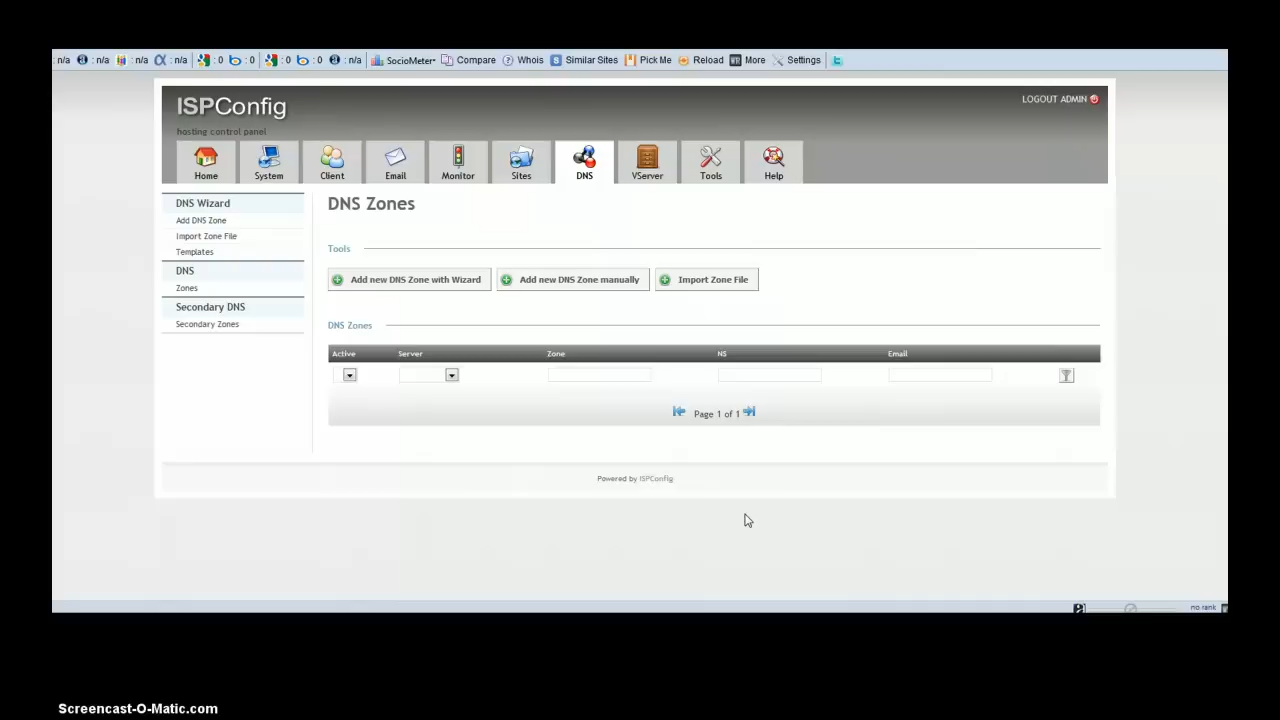 n/a : n/a : n/a : n/a : 0 : 0 : 0 : 0 : n/a SocioMeter Compare Whois Similar Sites Pick Me Reload More Settings
ISPConfig
LOGOUT ADMIN
hosting control panel
Home System Client Email Monitor Sites DNS VServer Tools Help
DNS Wizard
Add DNS Zone
Import Zone File
Templates
DNS
Zones
Secondary DNS
Secondary Zones
DNS Zones
Tools
Add new DNS Zone with Wizard Add new DNS Zone manually Import Zone File
DNS Zones
Active Server Zone NS Email
Page 1 of 1
Powered by ISPConfig
no rank
Screencast-O-Matic.com